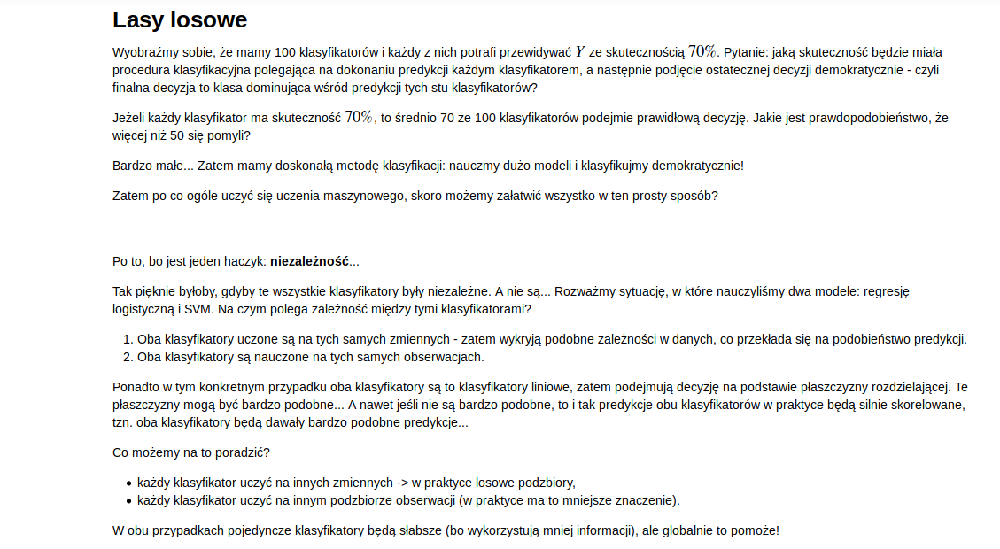 Lasy losowe
Wyobraźmy sobie, że mamy 100 klasyfikatorów i każdy z nich potrafi przewidywać Y ze skutecznością 70%. Pytanie: jaką skuteczność będzie miała
procedura klasyfikacyjna polegająca na dokonaniu predykcji każdym klasyfikatorem, a następnie podjęcie ostatecznej decyzji demokratycznie - czyli
finalna decyzja to klasa dominująca wśród predykcji tych stu klasyfikatorów?
Jeżeli każdy klasyfikator ma skuteczność 70%, to średnio 70 ze 100 klasyfikatorów podejmie prawidłową decyzję. Jakie jest prawdopodobieństwo, że
więcej niż 50 się pomyli?
Bardzo małe... Zatem mamy doskonałą metodę klasyfikacji: nauczmy dużo modeli i klasyfikujmy demokratycznie!
Zatem po co ogóle uczyć się uczenia maszynowego, skoro możemy załatwić wszystko w ten prosty sposób?
Po to, bo jest jeden haczyk: niezależność...
Tak pięknie byłoby, gdyby te wszystkie klasyfikatory były niezależne. A nie są... Rozważmy sytuację, w które nauczyliśmy dwa modele: regresję
logistyczną i SVM. Na czym polega zależność między tymi klasyfikatorami?
1. Oba klasyfikatory uczone są na tych samych zmiennych - zatem wykryją podobne zależności w danych, co przekłada się na podobieństwo predykcji.
2. Oba klasyfikatory są nauczone na tych samych obserwacjach.
Ponadto w tym konkretnym przypadku oba klasyfikatory są to klasyfikatory liniowe, zatem podejmują decyzję na podstawie płaszczyzny rozdzielającej. Te
płaszczyzny mogą być bardzo podobne... A nawet jeśli nie są bardzo podobne, to i tak predykcje obu klasyfikatorów w praktyce będą silnie skorelowane,
tzn. oba klasyfikatory będą dawały bardzo podobne predykcje...
Co możemy na to poradzić?
• każdy klasyfikator uczyć na innych zmiennych -> w praktyce losowe podzbiory,
• każdy klasyfikator uczyć na innym podzbiorze obserwacji (w praktyce ma to mniejsze znaczenie).
W obu przypadkach pojedyncze klasyfikatory będą słabsze (bo wykorzystują mniej informacji), ale globalnie to pomoże!